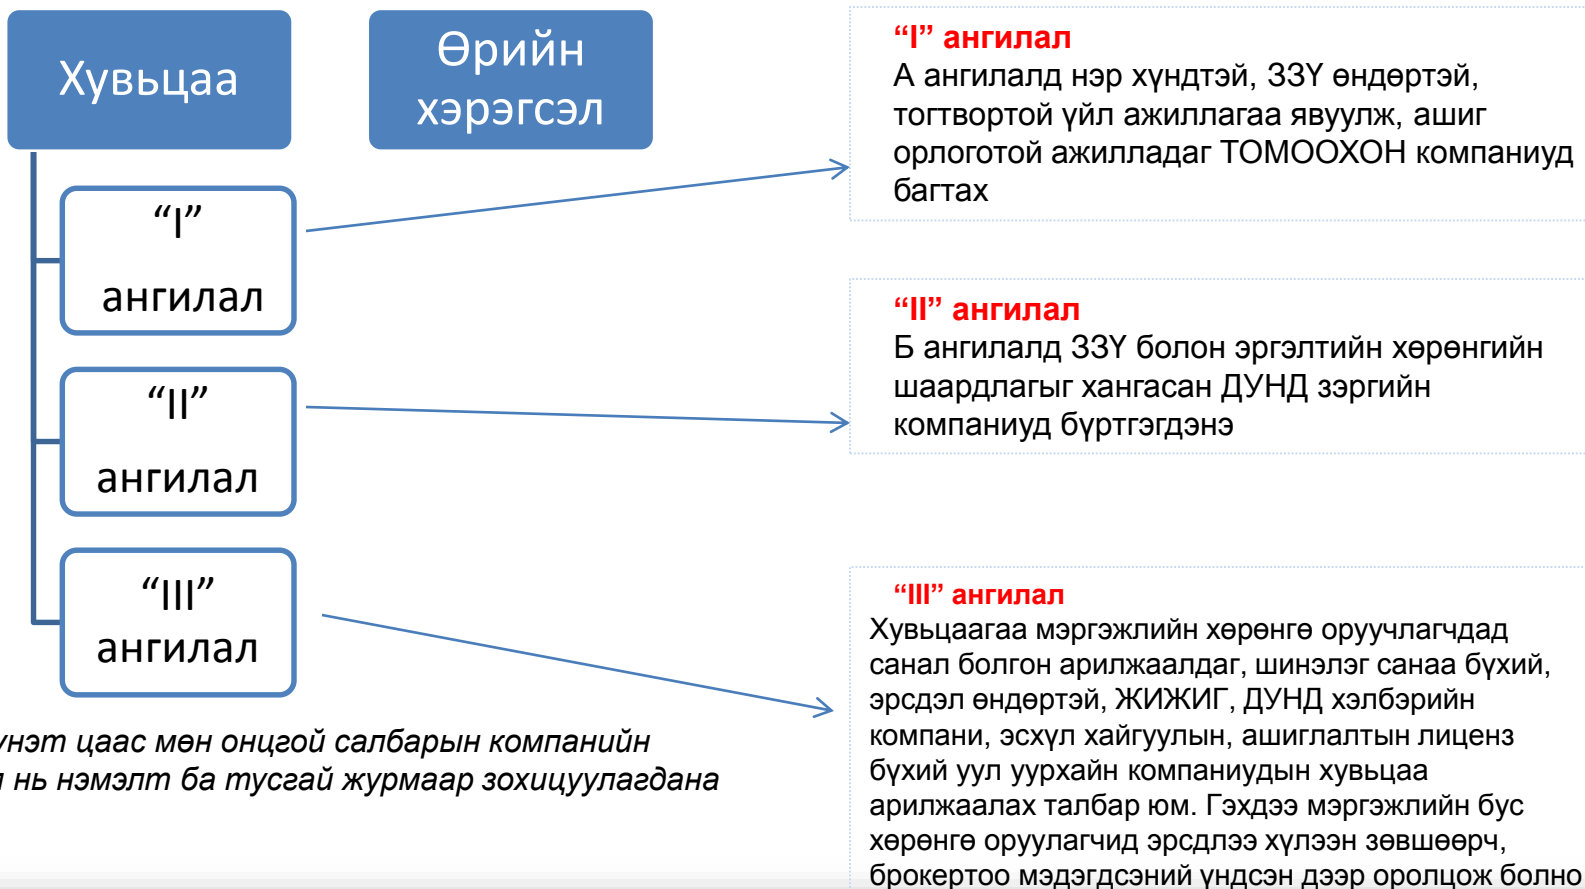 Хувьцаа
Өрийн
хэрэгсэл
“I”
ангилал
“II”
ангилал
“III”
ангилал
“I” ангилал
А ангилалд нэр хүндтэй, ЗЗҮ өндөртэй,
тогтвортой үйл ажиллагаа явуулж, ашиг
орлоготой ажилладаг ТОМООХОН компаниуд
багтах
“II” ангилал
Б ангилалд ЗЗҮ болон эргэлтийн хөрөнгийн
шаардлагыг хангасан ДУНД зэргийн
компаниуд бүртгэгдэнэ
“III” ангилал
Хувьцаагаа мэргэжлийн хөрөнгө оруучлагчдад
санал болгон арилжаалдаг, шинэлэг санаа бүхий,
эрсдэл өндөртэй, ЖИЖИГ, ДУНД хэлбэрийн
компани, эсхүл хайгуулын, ашиглалтын лиценз
бүхий уул уурхайн компаниудын хувьцаа
арилжаалах талбар юм. Гэхдээ мэргэжлийн бус
хөрөнгө оруулагчид эрсдлээ хүлээн зөвшөөрч,
брокертоо мэдэгдсэний үндсэн дээр оролцож болно
цаас мөн онцгой салбарын компанийн
нь нэмэлт ба тусгай журмаар зохицуулагдана